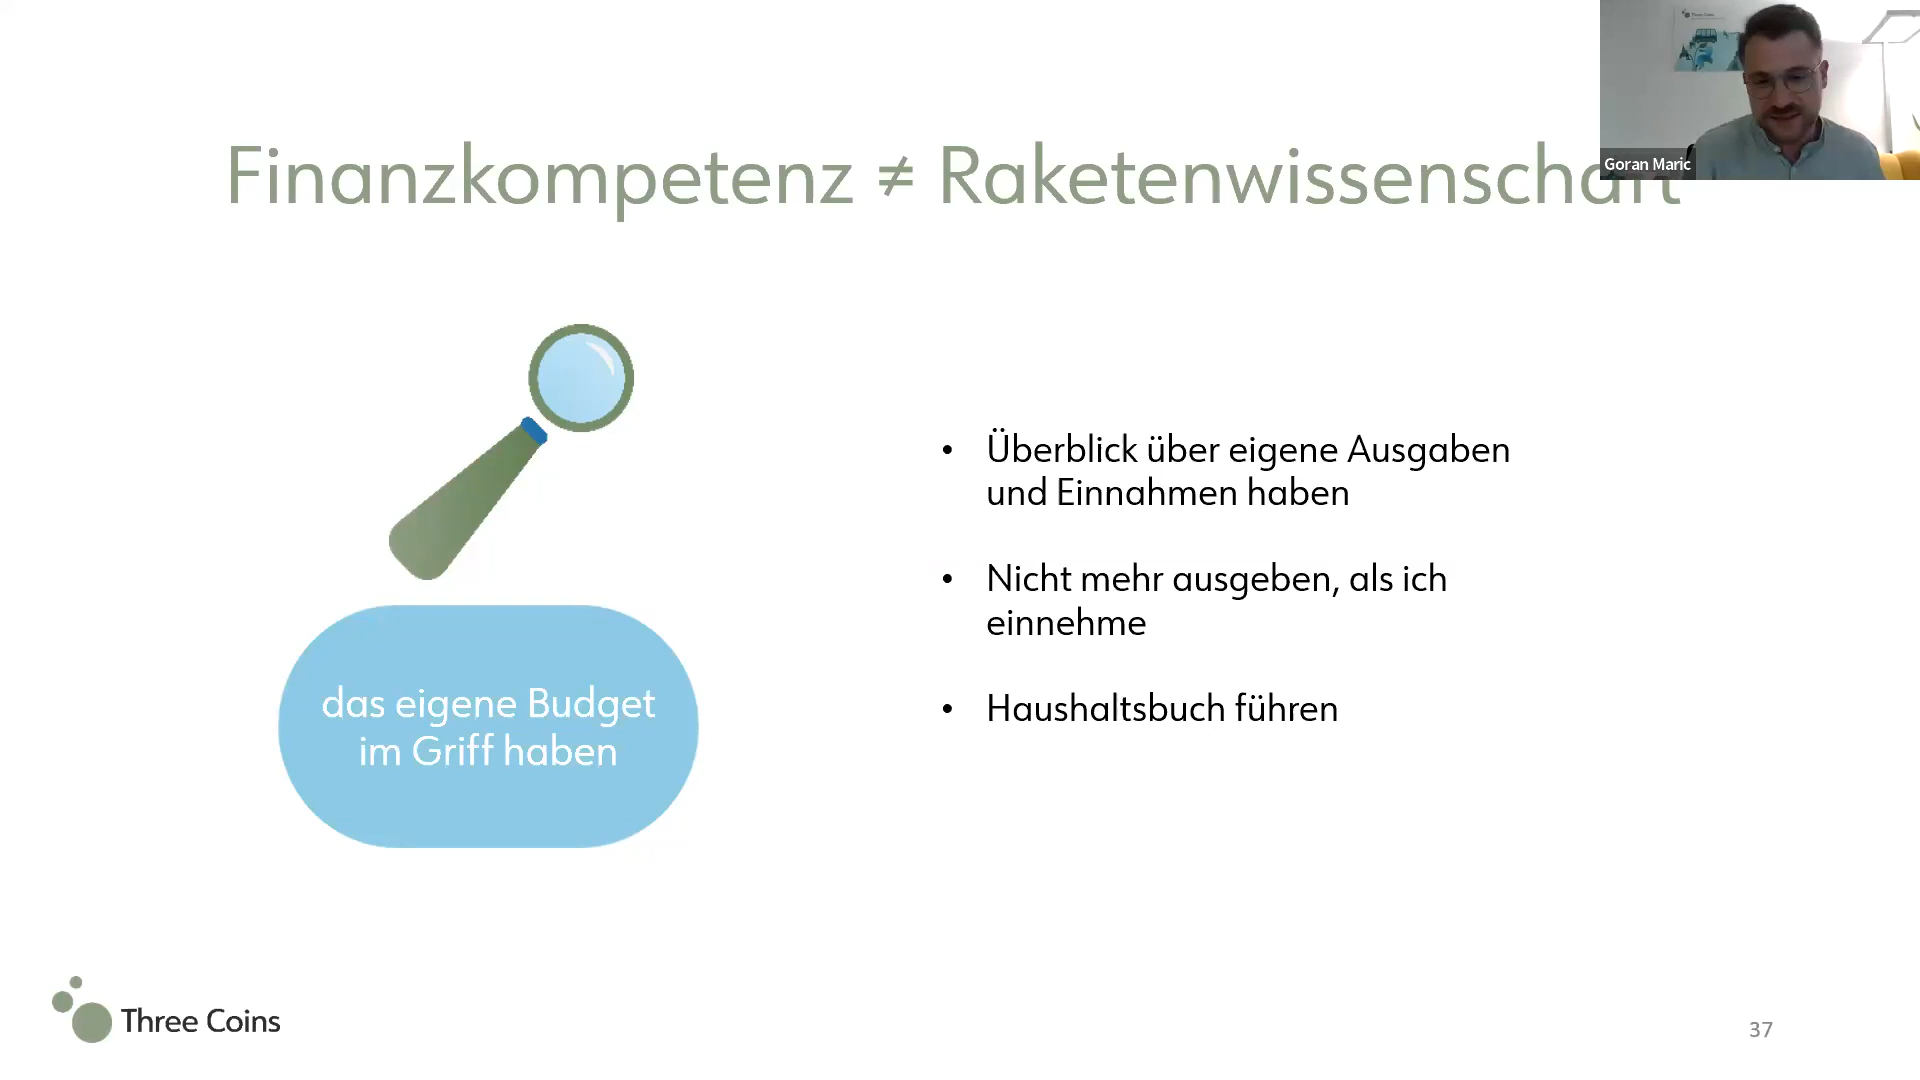 Finanzkompetenz ≠ Raketenwissenschaft
Goran Maric
das eigene Budget
im Griff haben
• Überblick über eigene Ausgaben
und Einnahmen haben
• Nicht mehr ausgeben, als ich
einnehme
• Haushaltsbuch führen
Three Coins
37